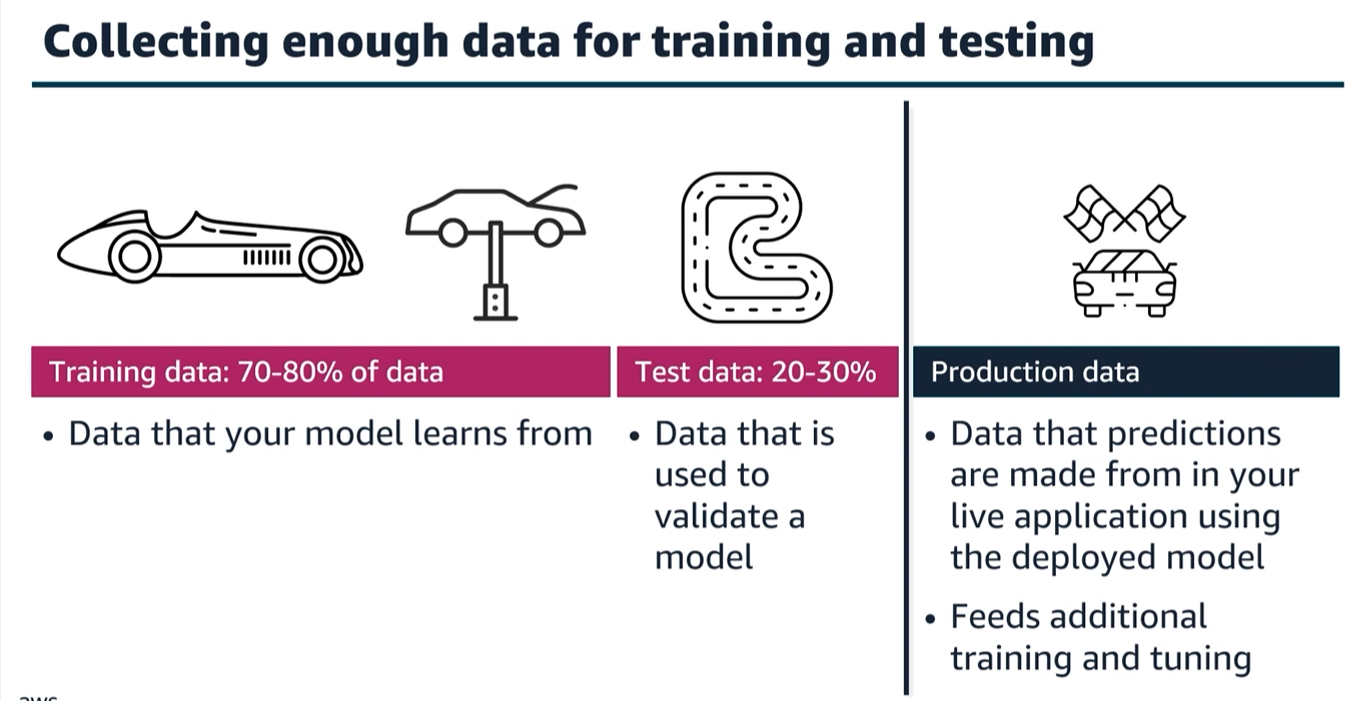 Collecting enough data for training and testing
Training data: 70-80% of data
• Data that your model learns from
Test data: 20-30%
• Data that is
used to
validate a
model
Production data
• Data that predictions
are made from in your
live application using
the deployed model
• Feeds additional
training and tuning
aws